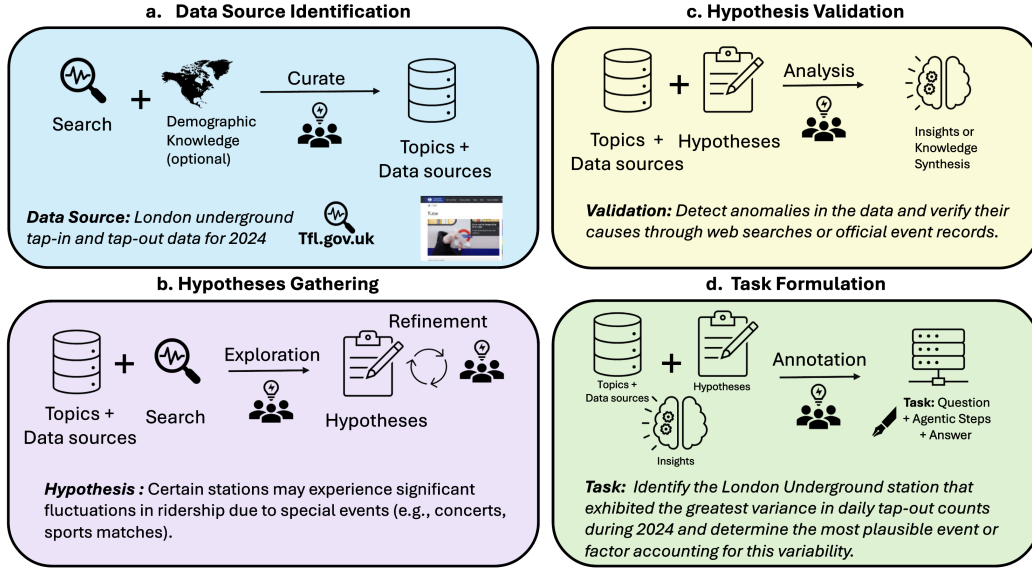 a. Data Source Identification
Search
+
Demographic
Knowledge
(optional)
Curate
Topics +
Data sources
Data Source: London underground
tap-in and tap-out data for 2024
Tfl.gov.uk
b. Hypotheses Gathering
Topics +
Data sources
+
Search
Exploration
Refinement
Hypotheses
Hypothesis : Certain stations may experience significant
fluctuations in ridership due to special events (e.g., concerts,
sports matches).
c. Hypothesis Validation
Topics +
Data sources
+
Hypotheses
Analysis
Insights or
Knowledge
Synthesis
Validation: Detect anomalies in the data and verify their
causes through web searches or official event records.
d. Task Formulation
Topics +
Data sources
+
Hypotheses
Insights
Annotation
Task: Question
+ Agentic Steps
+ Answer
Task: Identify the London Underground station that
exhibited the greatest variance in daily tap-out counts
during 2024 and determine the most plausible event or
factor accounting for this variability.